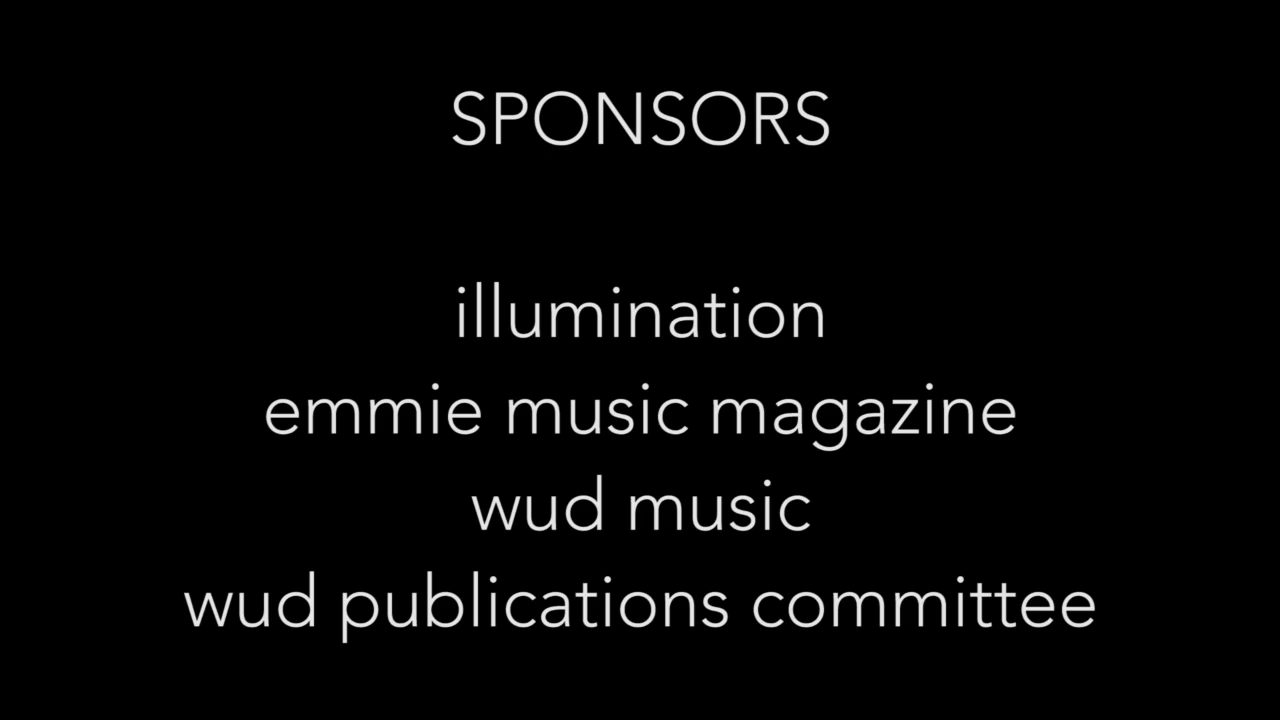 SPONSORS
illumination
emmie music magazine
wud music
wud publications committee